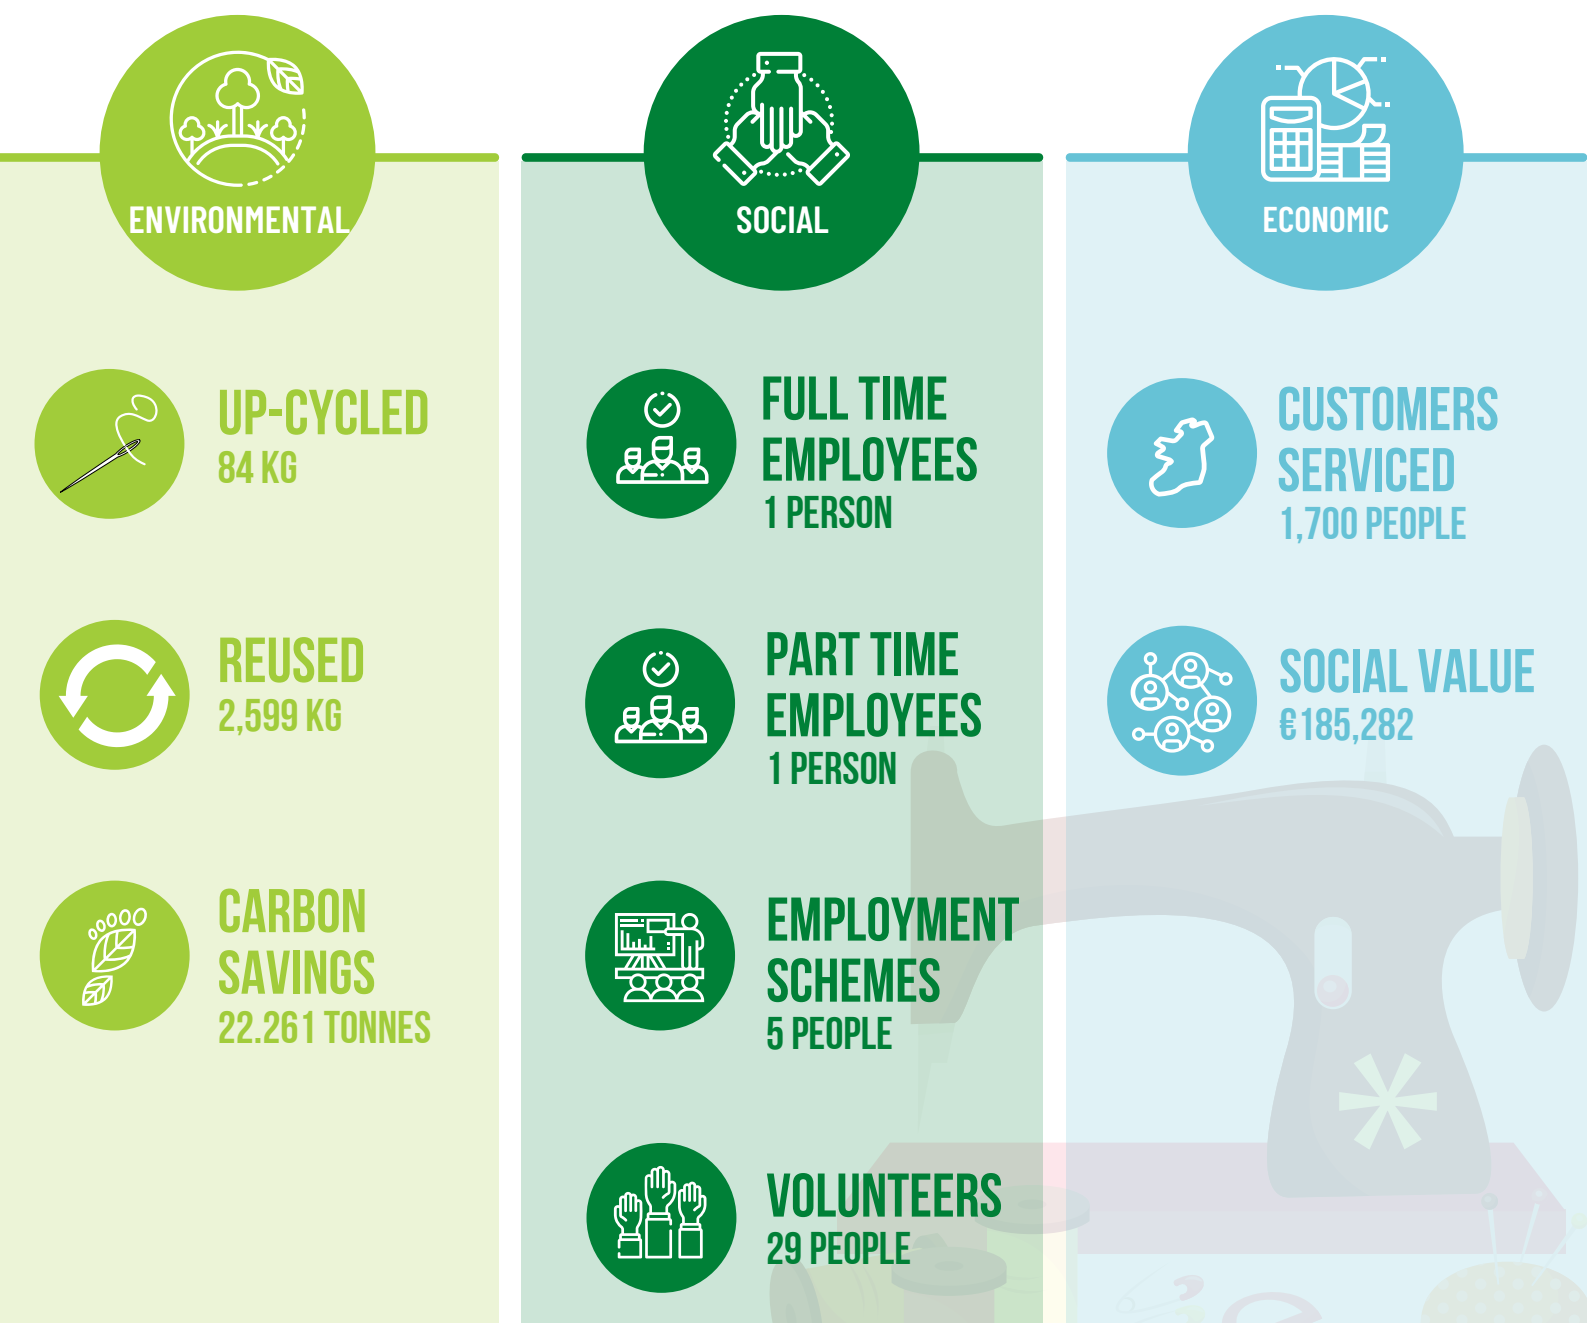 ENVIRONMENTAL
UP-CYCLED
84 KG
REUSED
2,599 KG
CARBON
SAVINGS
22.261 TONNES
SOCIAL
FULL TIME
EMPLOYEES
1 PERSON
PART TIME
EMPLOYEES
1 PERSON
EMPLOYMENT
SCHEMES
5 PEOPLE
VOLUNTEERS
29 PEOPLE
ECONOMIC
CUSTOMERS
SERVICED
1,700 PEOPLE
SOCIAL VALUE
€185,282